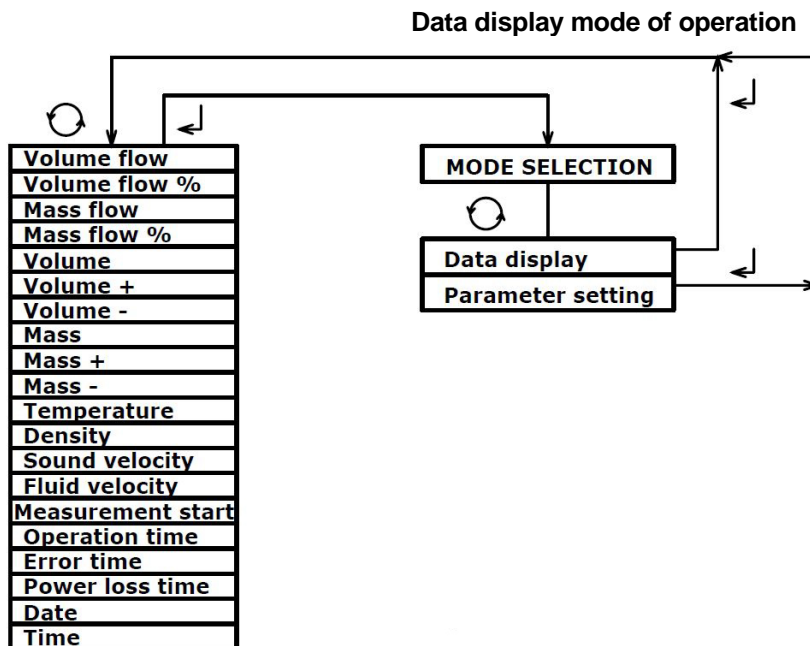 Data display mode of operation
Volume flow
Volume flow %
Mass flow
Mass flow %
Volume
Volume +
Volume -
Mass
Mass +
Mass -
Temperature
Density
Sound velocity
Fluid velocity
Measurement start
Operation time
Error time
Power loss time
Date
Time
MODE SELECTION
Data display
Parameter setting